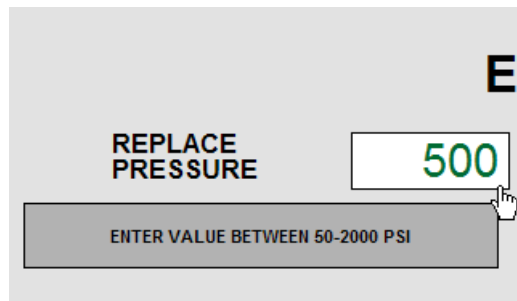 E
REPLACE
PRESSURE
500
ENTER VALUE BETWEEN 50-2000 PSI